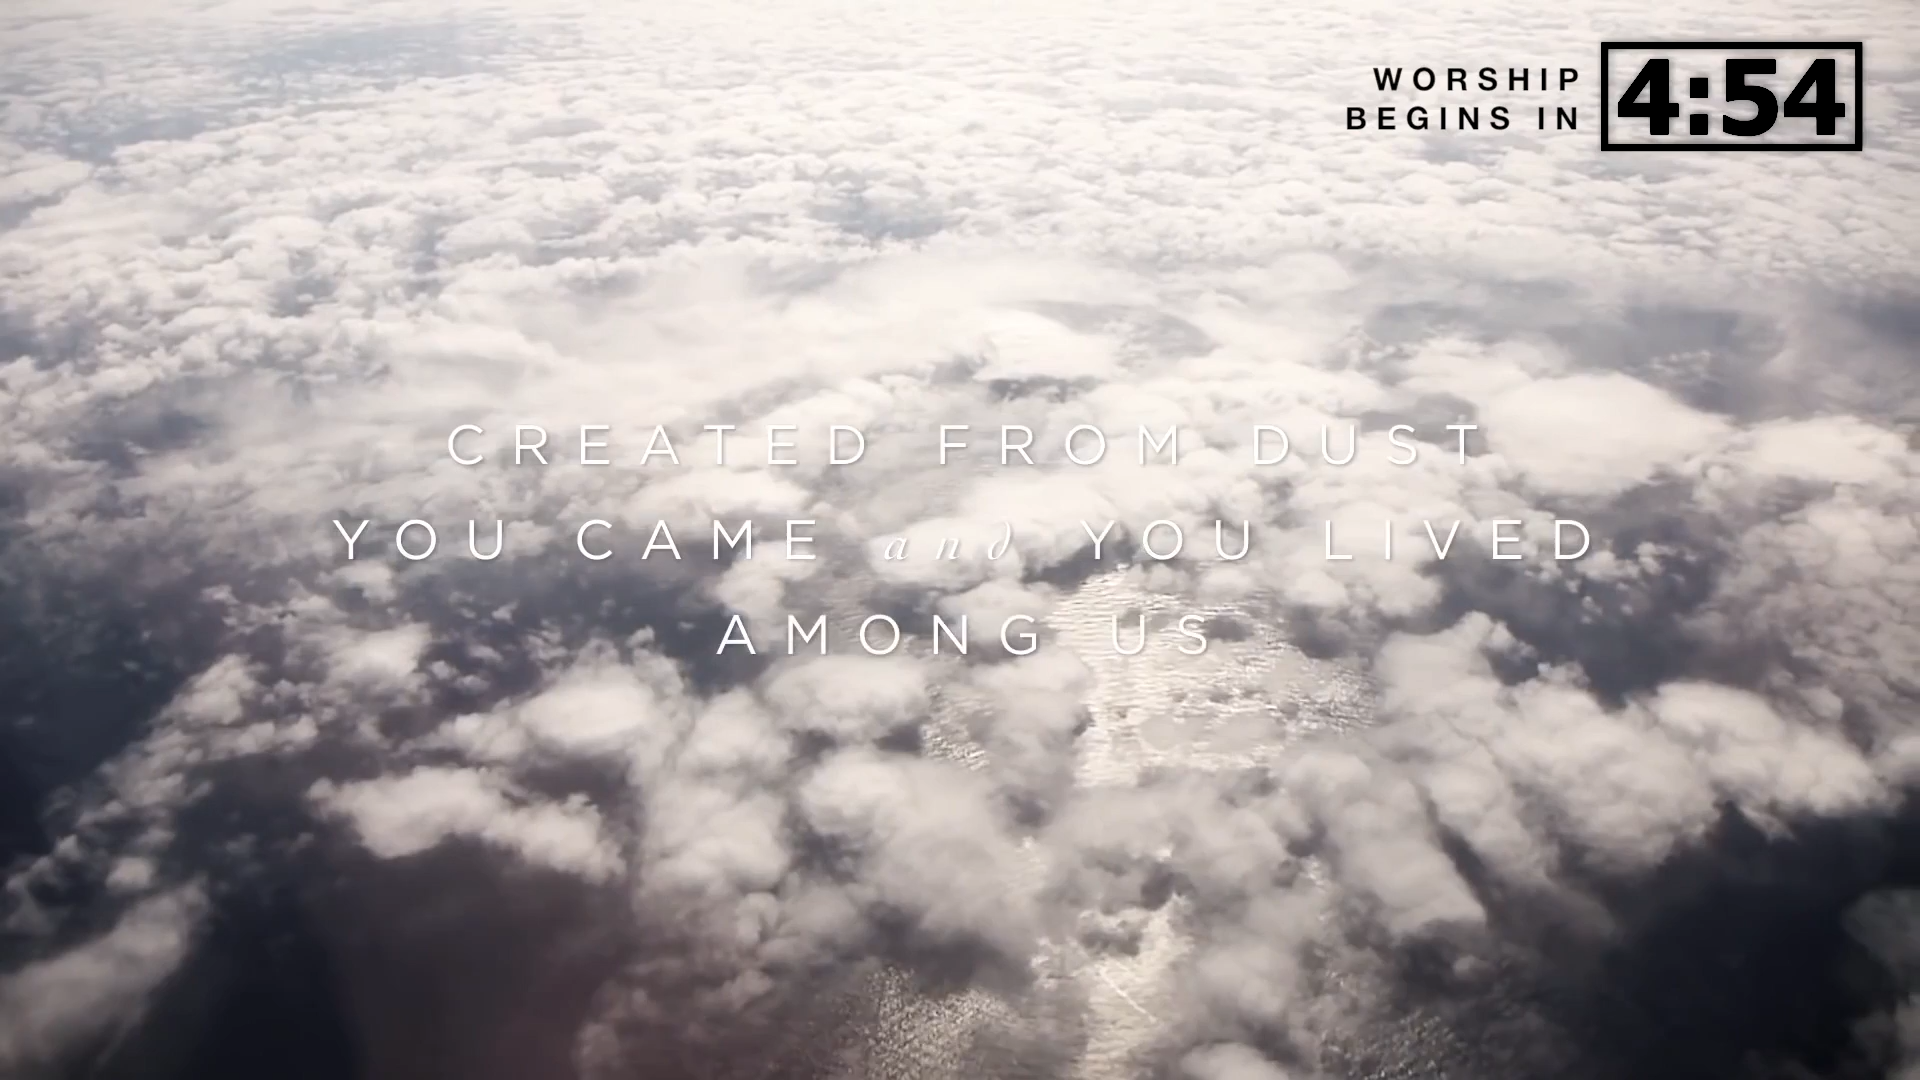 WORSHIP
BEGINS IN
4:54
CREATED FROM DUST
YOU CAME and YOU LIVED
AMONG US